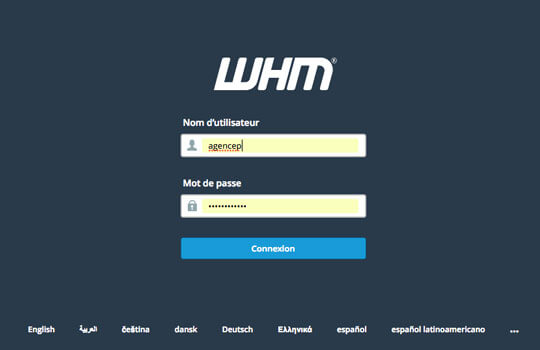 WHM®
Nom d'utilisateur
agencep
Mot de passe
••••••••••••
Connexion
English العربية čeština dansk Deutsch Ελληνικά español español latinoamericano ...